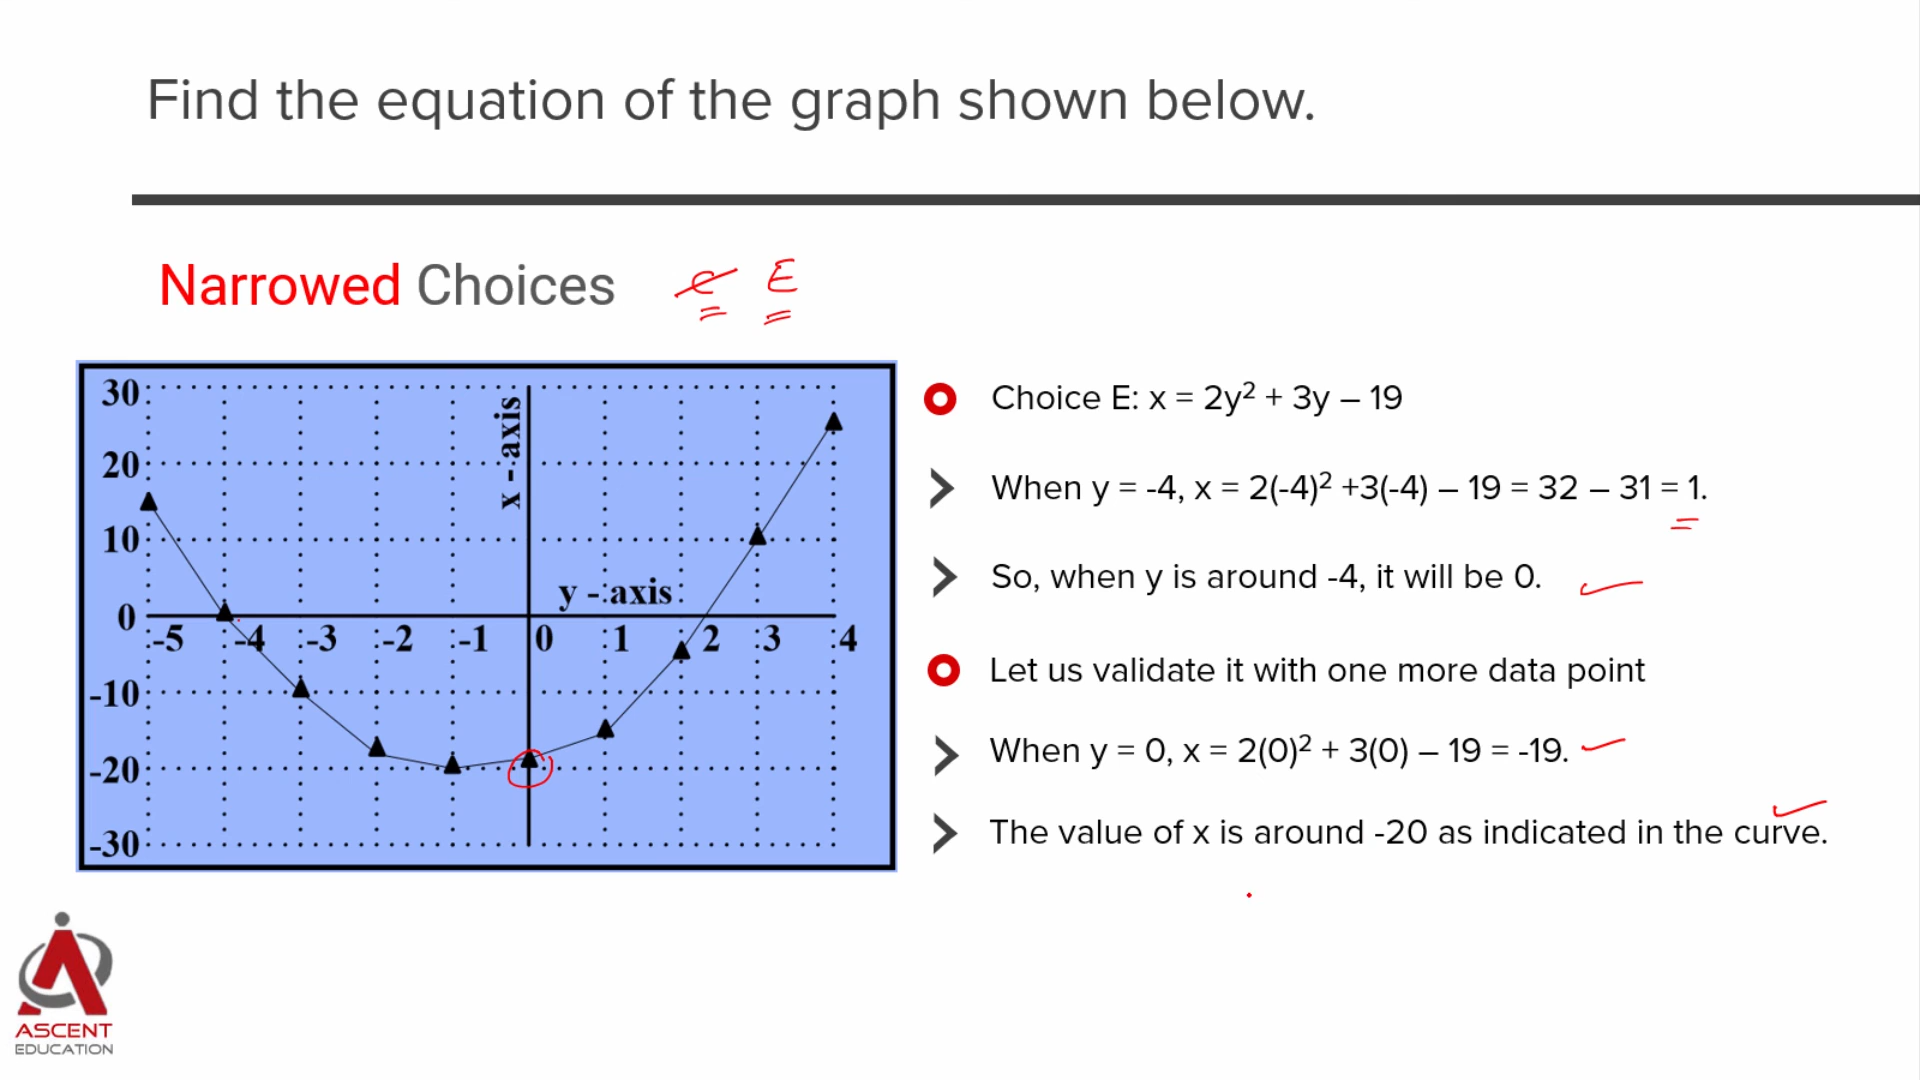 Find the equation of the graph shown below.
Narrowed Choices C E
30
20
10
0
-10
-20
-30
x - axis
y - axis
-5 -4 -3 -2 -1 0 1 2 3 4
Choice E: x = 2y² + 3y – 19
When y = -4, x = 2(-4)² +3(-4) – 19 = 32 – 31 = 1.
So, when y is around -4, it will be 0.
Let us validate it with one more data point
When y = 0, x = 2(0)² + 3(0) – 19 = -19.
The value of x is around -20 as indicated in the curve.
ASCENT
EDUCATION